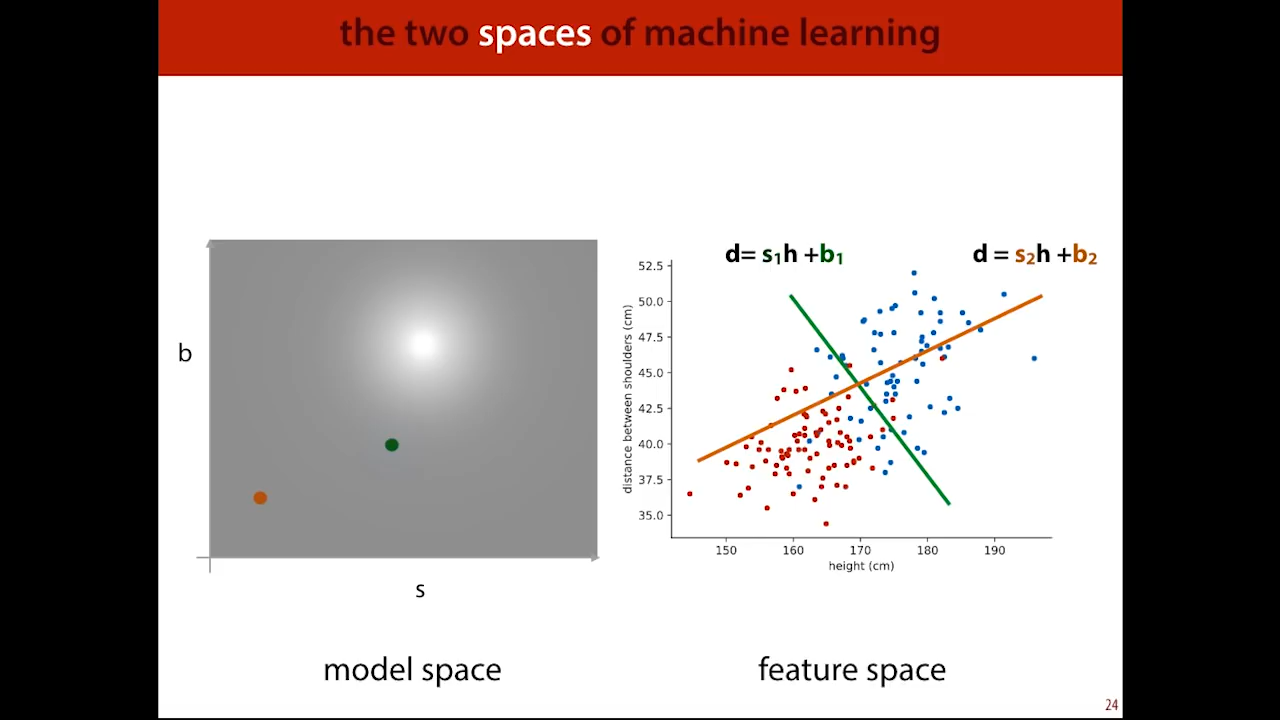 the two spaces of machine learning
b
s
model space
d= s₁h +b₁
d = s₂h +b₂
distance between shoulders (cm)
52.5
50.0
47.5
45.0
42.5
40.0
37.5
35.0
150 160 170 180 190
height (cm)
feature space
24